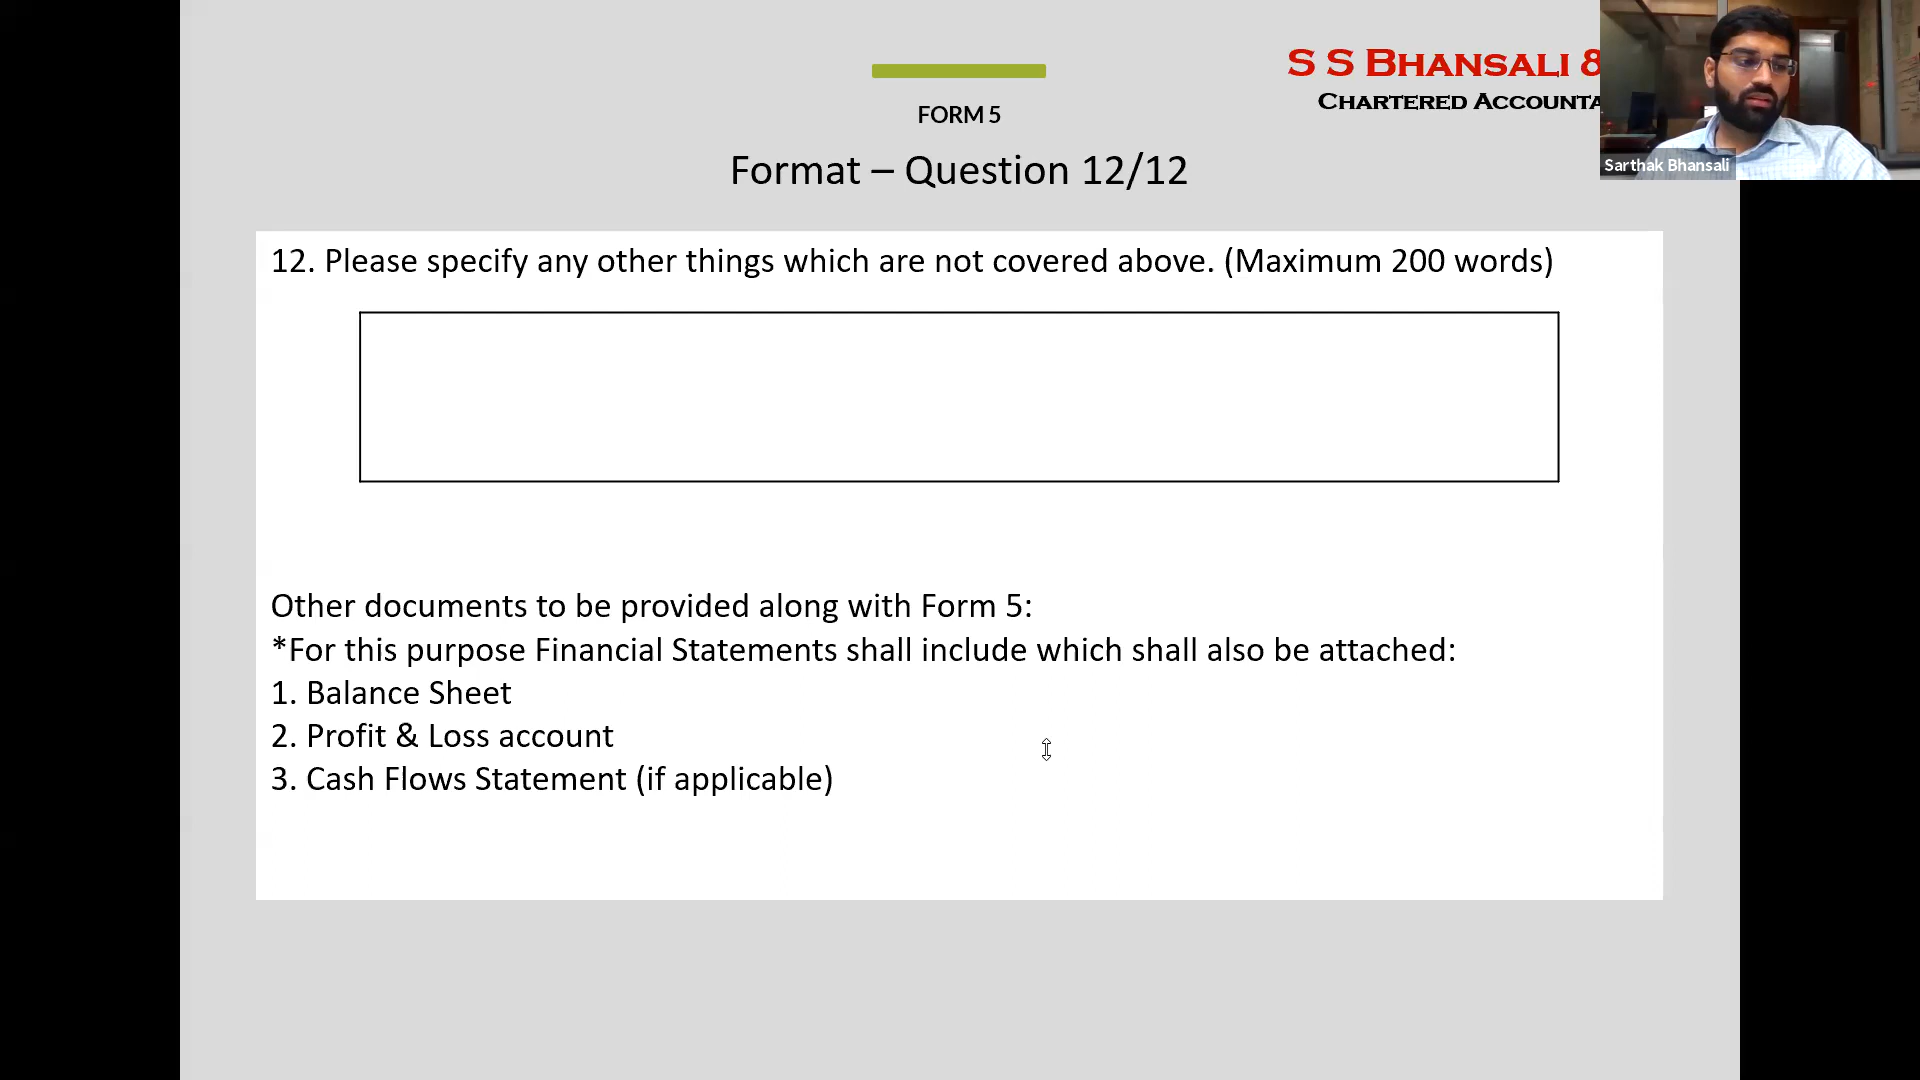 S S BHANSALI &
CHARTERED ACCOUNTA
FORM 5
Format – Question 12/12
Sarthak Bhansali
12. Please specify any other things which are not covered above. (Maximum 200 words)
Other documents to be provided along with Form 5:
*For this purpose Financial Statements shall include which shall also be attached:
1. Balance Sheet
2. Profit & Loss account
3. Cash Flows Statement (if applicable)